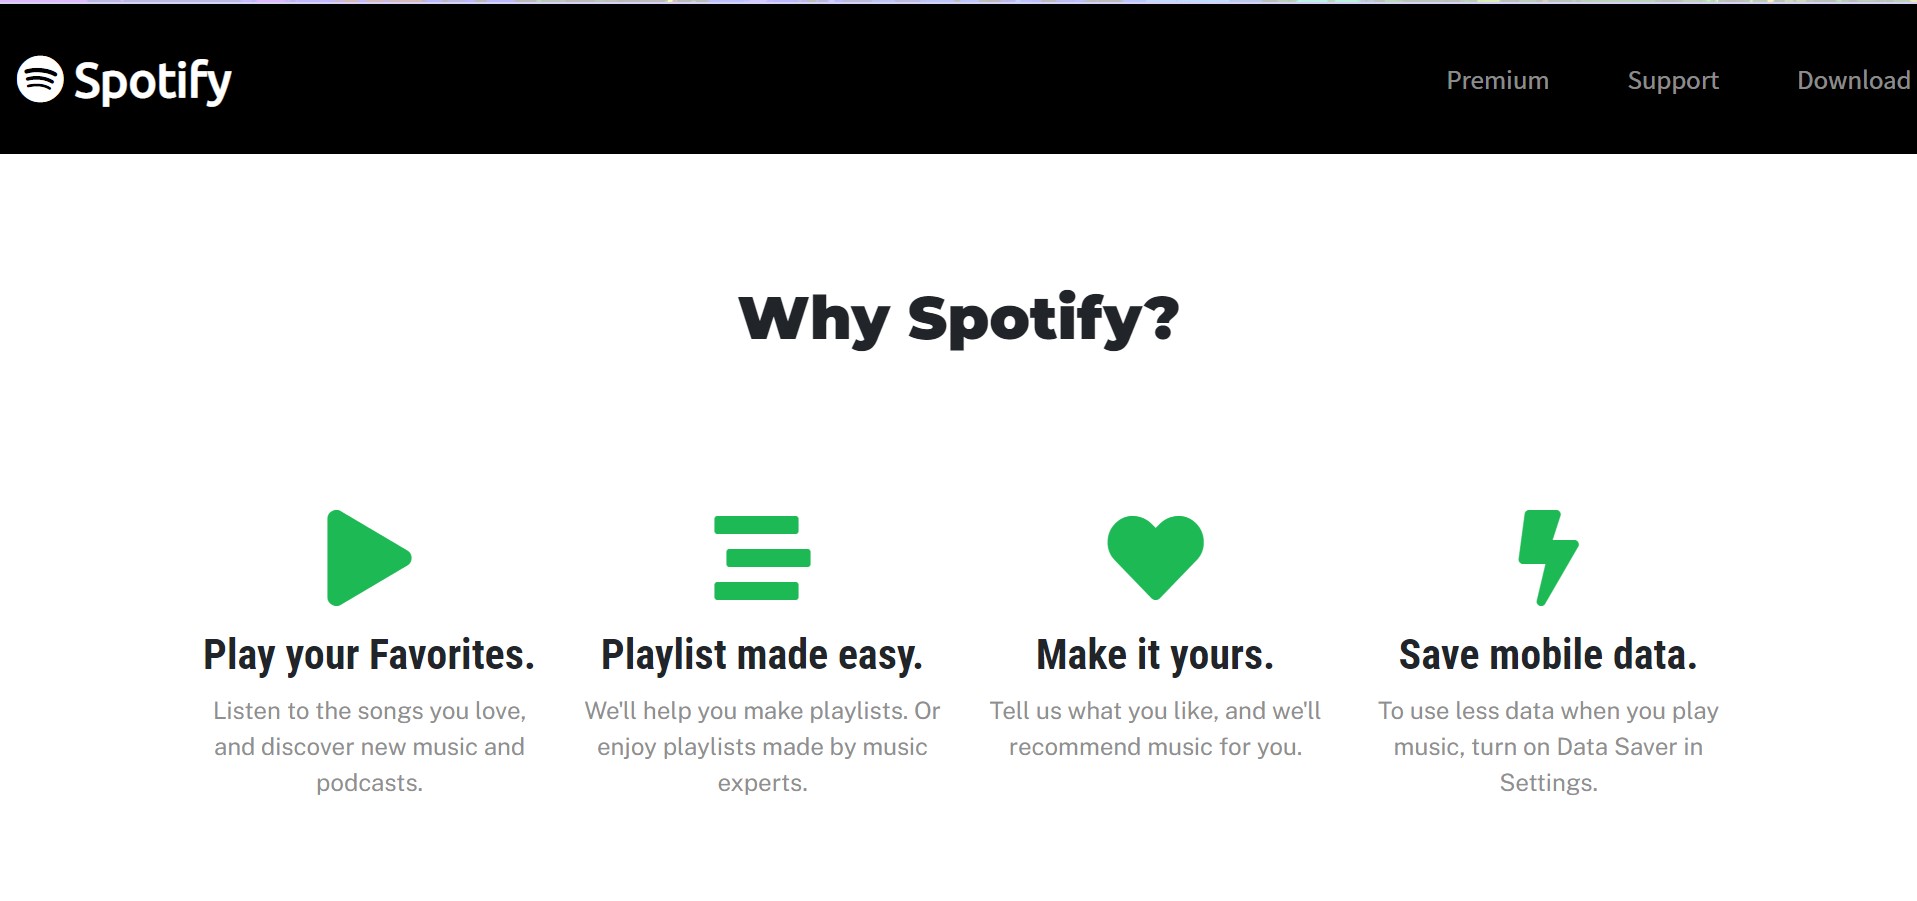 Spotify
Premium
Support
Download
Why Spotify?
Play your Favorites.
Listen to the songs you love,
and discover new music and
podcasts.
Playlist made easy.
We'll help you make playlists. Or
enjoy playlists made by music
experts.
Make it yours.
Tell us what you like, and we'll
recommend music for you.
Save mobile data.
To use less data when you play
music, turn on Data Saver in
Settings.